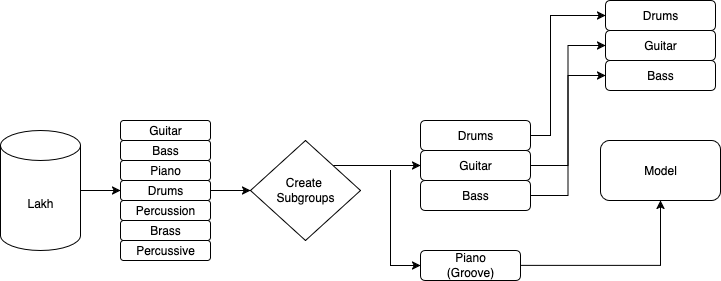 Lakh
Guitar
Bass
Piano
Drums
Percussion
Brass
Percussive
Create
Subgroups
Drums
Guitar
Bass
Piano
(Groove)
Drums
Guitar
Bass
Model